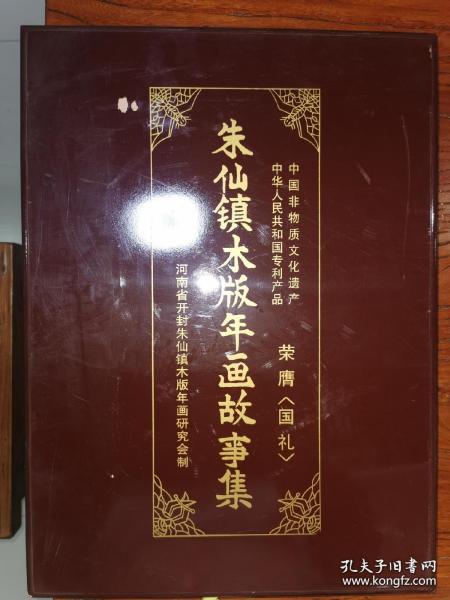 中国非物质文化遗产
中华人民共和国专利产品
荣膺〈国礼〉
朱仙镇木版年画故事集
河南省开封朱仙镇木版年画研究会制
孔夫子旧书网
www.kongfz.com